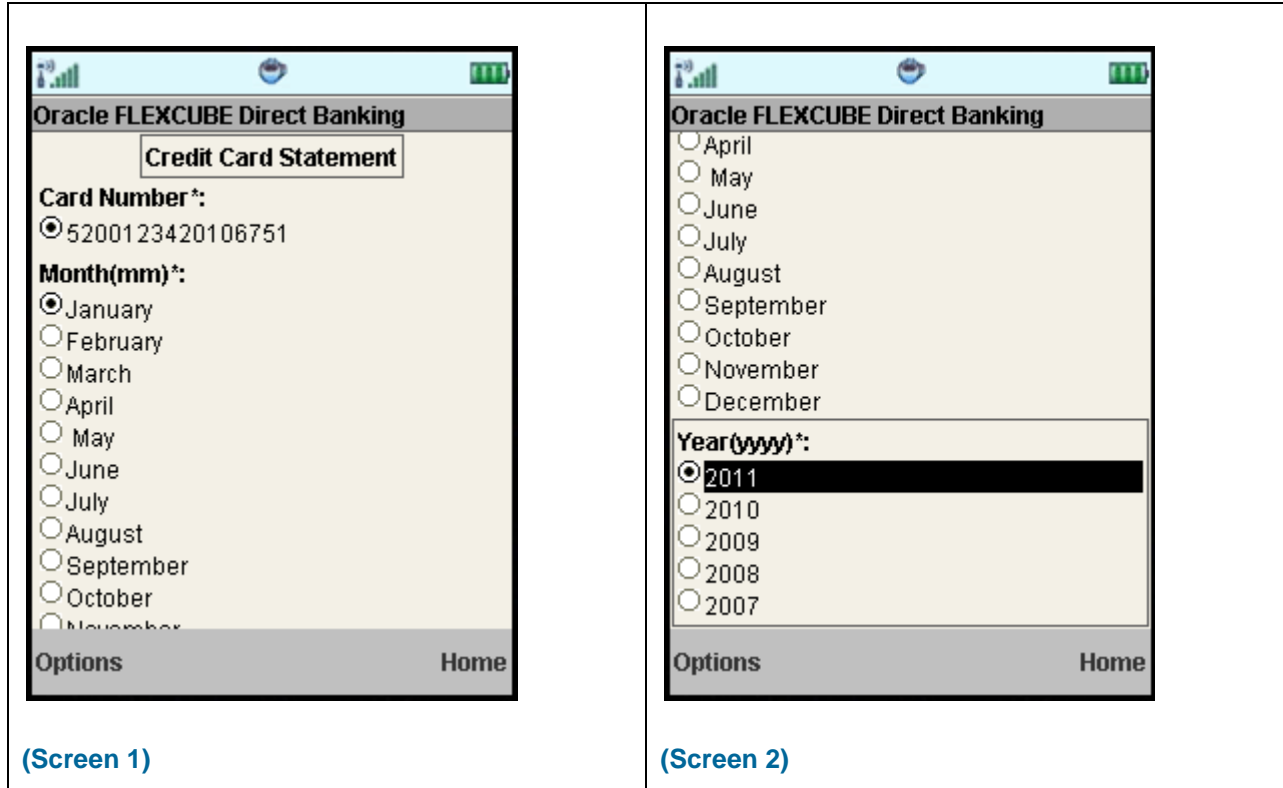 Oracle FLEXCUBE Direct Banking
Credit Card Statement
Card Number*:
5200123420106751
Month(mm)*:
January
February
March
April
May
June
July
August
September
October
November
Options Home
(Screen 1)
Oracle FLEXCUBE Direct Banking
April
May
June
July
August
September
October
November
December
Year(yyyy)*:
2011
2010
2009
2008
2007
Options Home
(Screen 2)